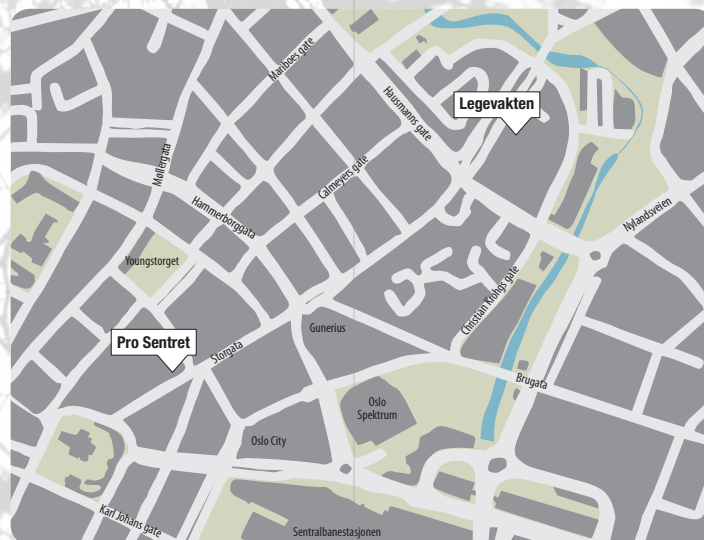 Mariboes gate
Hausmanns gate
Legevakten
Møllergata
Calmeyers gate
Hammerborggata
Nylandsveien
Youngstorget
Christian Krohgs gate
Gunerius
Pro Sentret
Storgata
Brugata
Oslo
Spektrum
Oslo City
Karl Johans gate
Sentralbanestasjonen